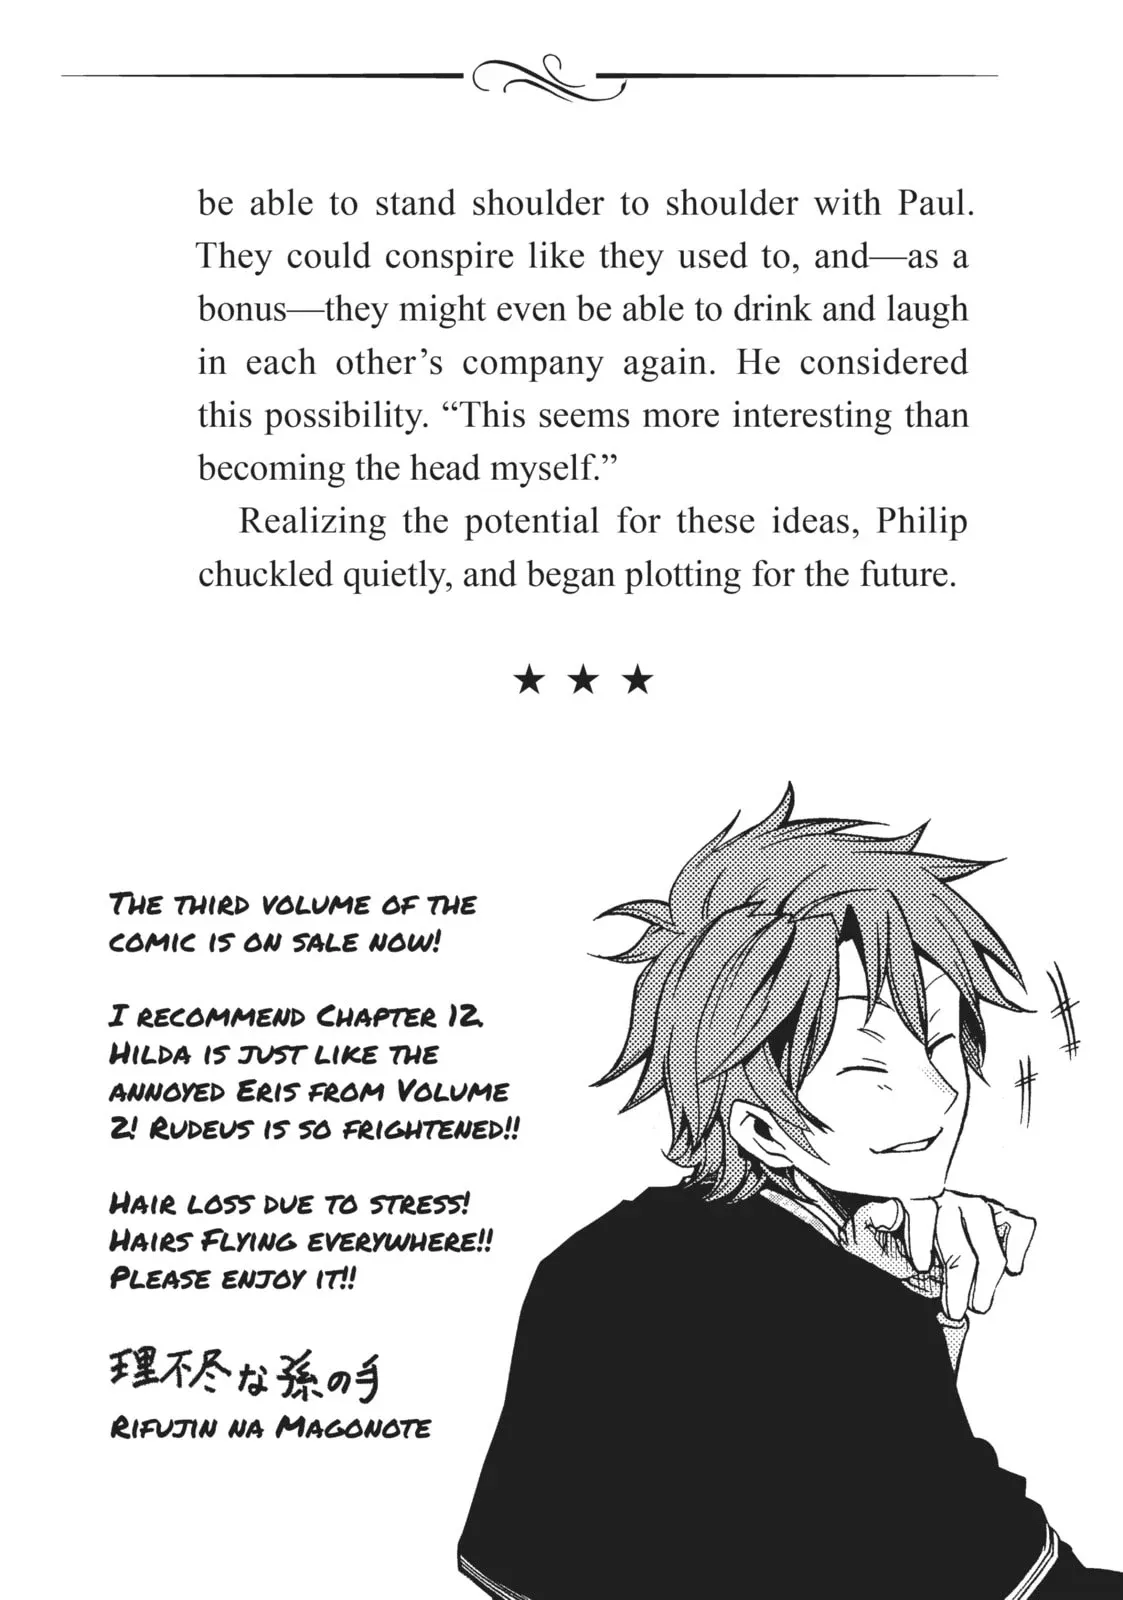 be able to stand shoulder to shoulder with Paul.
They could conspire like they used to, and—as a
bonus—they might even be able to drink and laugh
in each other’s company again. He considered
this possibility. “This seems more interesting than
becoming the head myself.”
Realizing the potential for these ideas, Philip
chuckled quietly, and began plotting for the future.
★ ★ ★
The third volume of the
comic is on sale now!
I recommend Chapter 12.
Hilda is just like the
annoyed Eris from Volume
2! Rudeus is so frightened!!
Hair loss due to stress!
Hairs Flying everywhere!!
Please enjoy it!!
理不尽な孫の手
Rifujin na Magonote